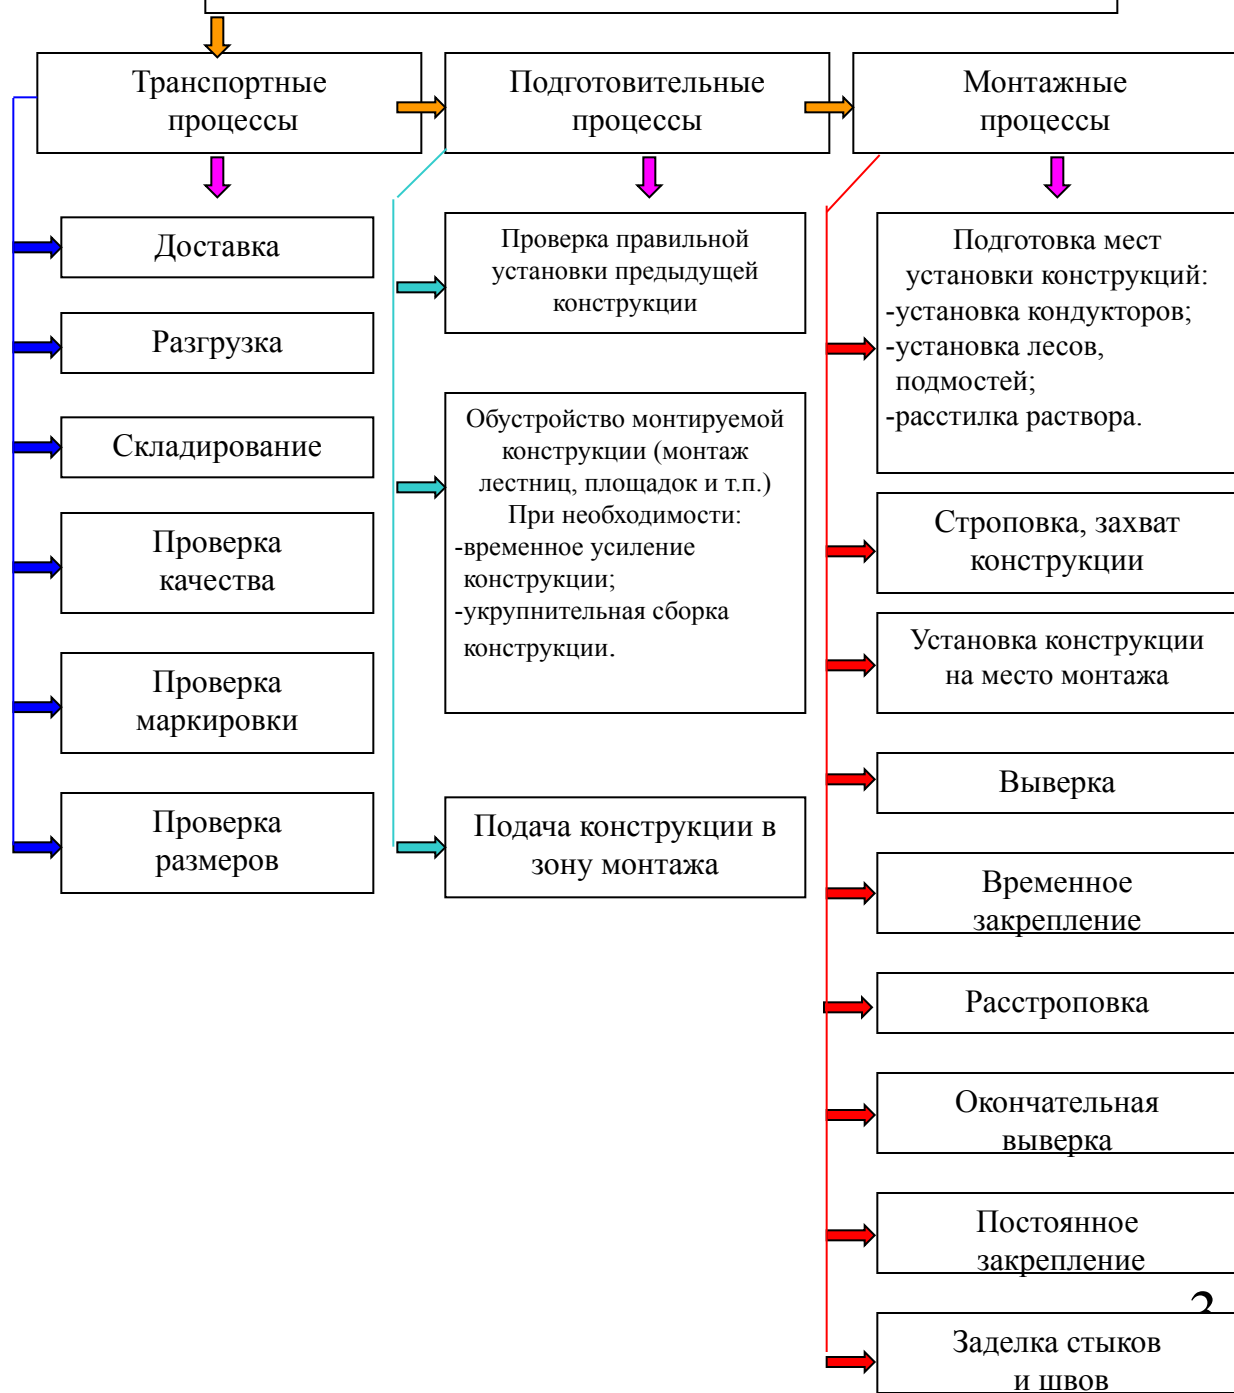 Транспортные
процессы
Подготовительные
процессы
Монтажные
процессы
Доставка
Разгрузка
Складирование
Проверка
качества
Проверка
маркировки
Проверка
размеров
Проверка правильной
установки предыдущей
конструкции
Обустройство монтируемой
конструкции (монтаж
лестниц, площадок и т.п.)
При необходимости:
-временное усиление
конструкции;
-укрупнительная сборка
конструкции.
Подача конструкции в
зону монтажа
Подготовка мест
установки конструкций:
-установка кондукторов;
-установка лесов,
подмостей;
-расстилка раствора.
Строповка, захват
конструкции
Установка конструкции
на место монтажа
Выверка
Временное
закрепление
Расстроповка
Окончательная
выверка
Постоянное
закрепление
3
Заделка стыков
и швов